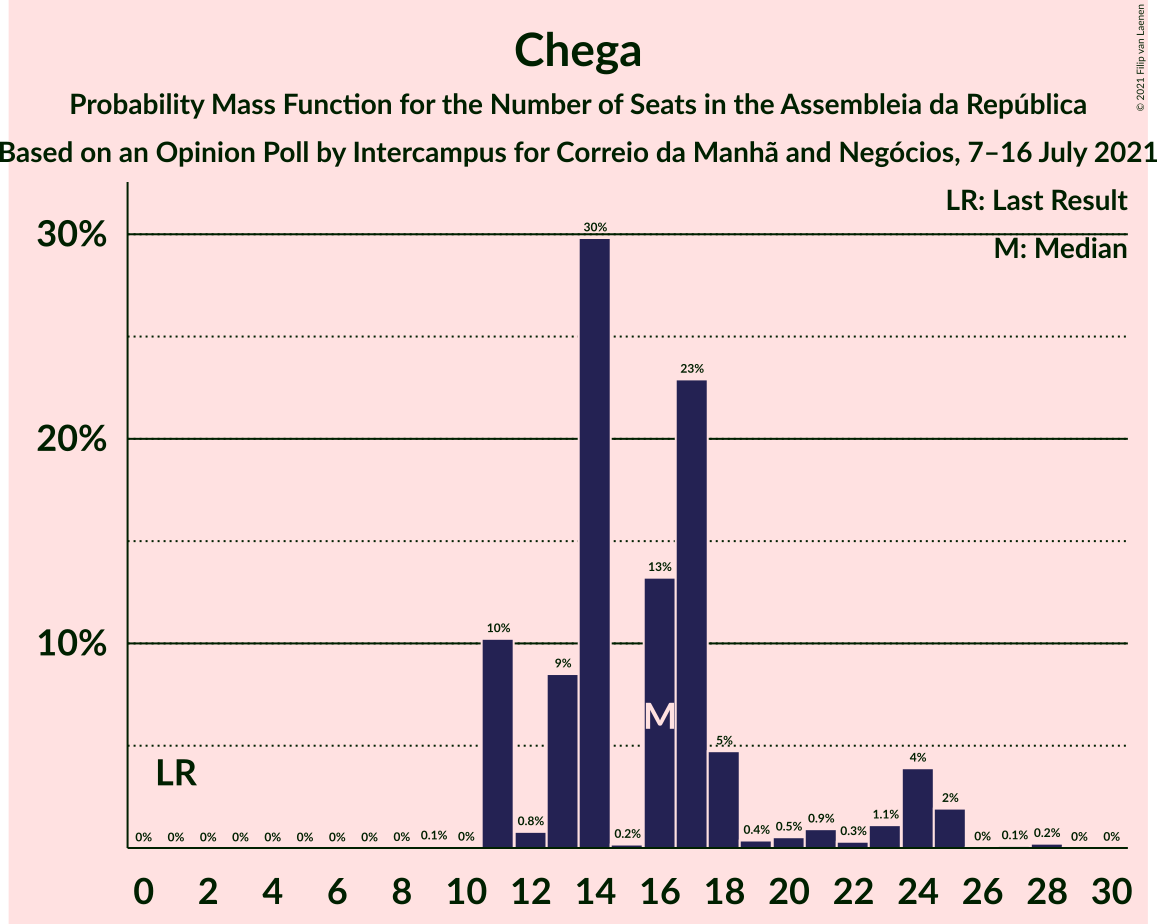 Chega
Probability Mass Function for the Number of Seats in the Assembleia da República
Based on an Opinion Poll by Intercampus for Correio da Manhã and Negócios, 7–16 July 2021
© 2021 Filip van Laenen
LR: Last Result
M: Median
30%
20%
10%
30%
23%
13%
10%
9%
M
5%
LR
4%
2%
0% 0% 0% 0% 0% 0% 0% 0% 0% 0.1% 0% 0.8% 0.2% 0.4% 0.5% 0.9% 0.3% 1.1% 0% 0.1% 0.2% 0% 0%
0 2 4 6 8 10 12 14 16 18 20 22 24 26 28 30